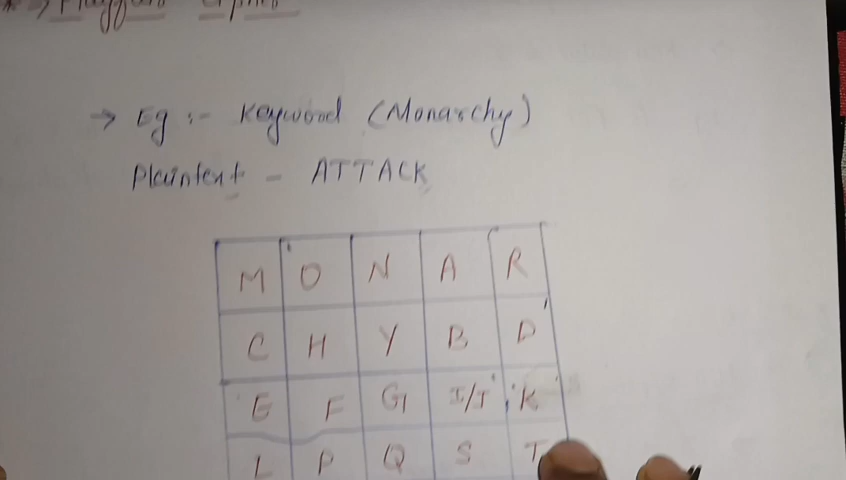 → Eg :- Keyword (Monarchy)
Plaintext - ATTACK
M O N A R
C H Y B D
E F G I/J K
L P Q S T